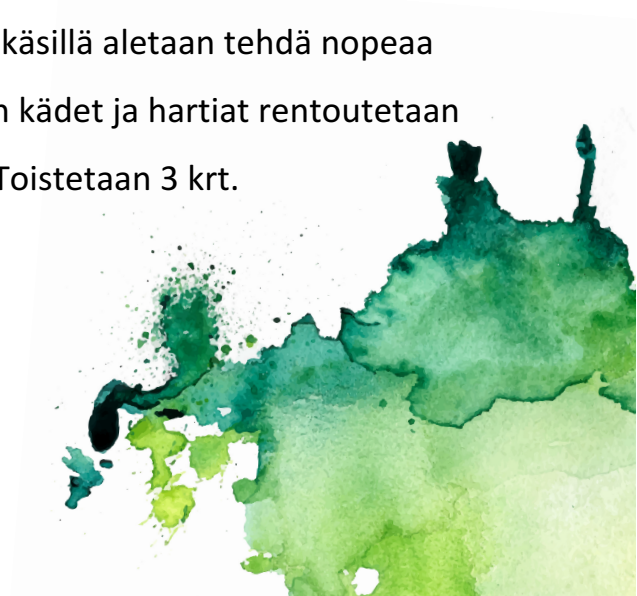 käsillä aletaan tehdä nopeaa
kädet ja hartiat rentoutetaan
Toistetaan 3 krt.